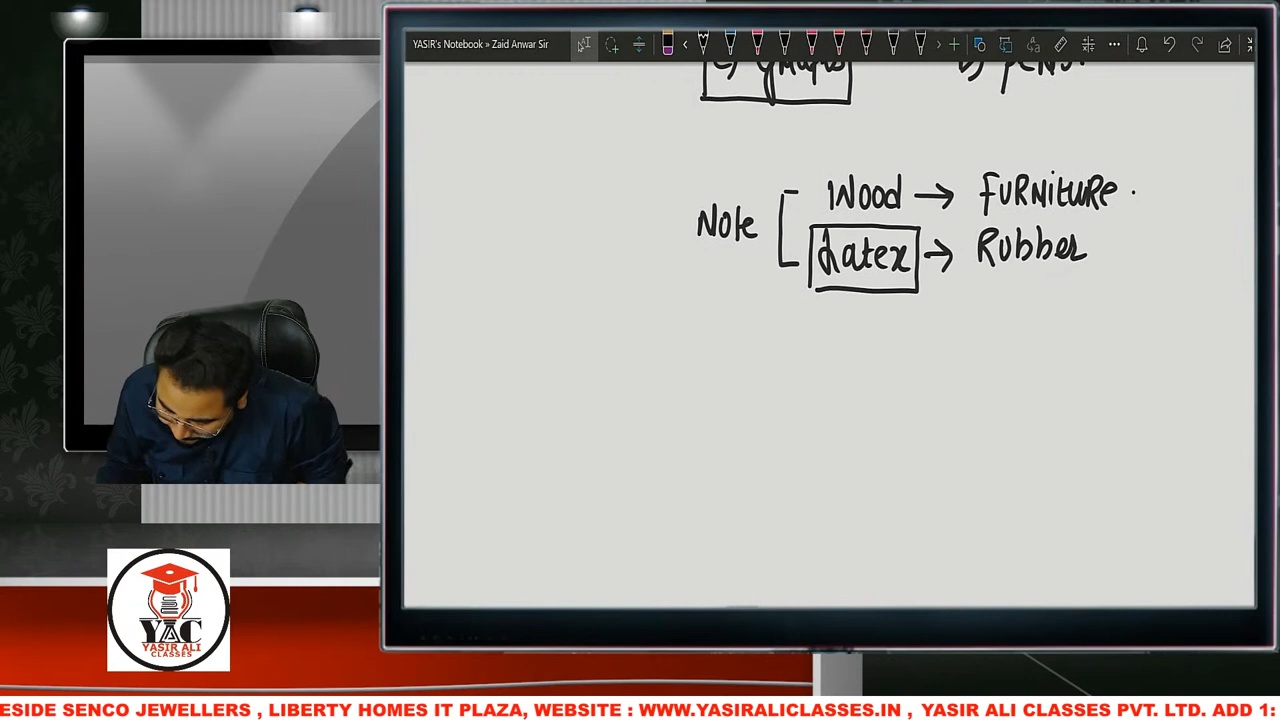 YASIR's Notebook » Zaid Anwar Sir
Note
Wood → FURNiTURe .
Latex → Rubber
YAC
YASIR ALI
CLASSES
ESIDE SENCO JEWELLERS , LIBERTY HOMES IT PLAZA, WEBSITE : WWW.YASIRALICLASSES.IN , YASIR ALI CLASSES PVT. LTD. ADD 1: